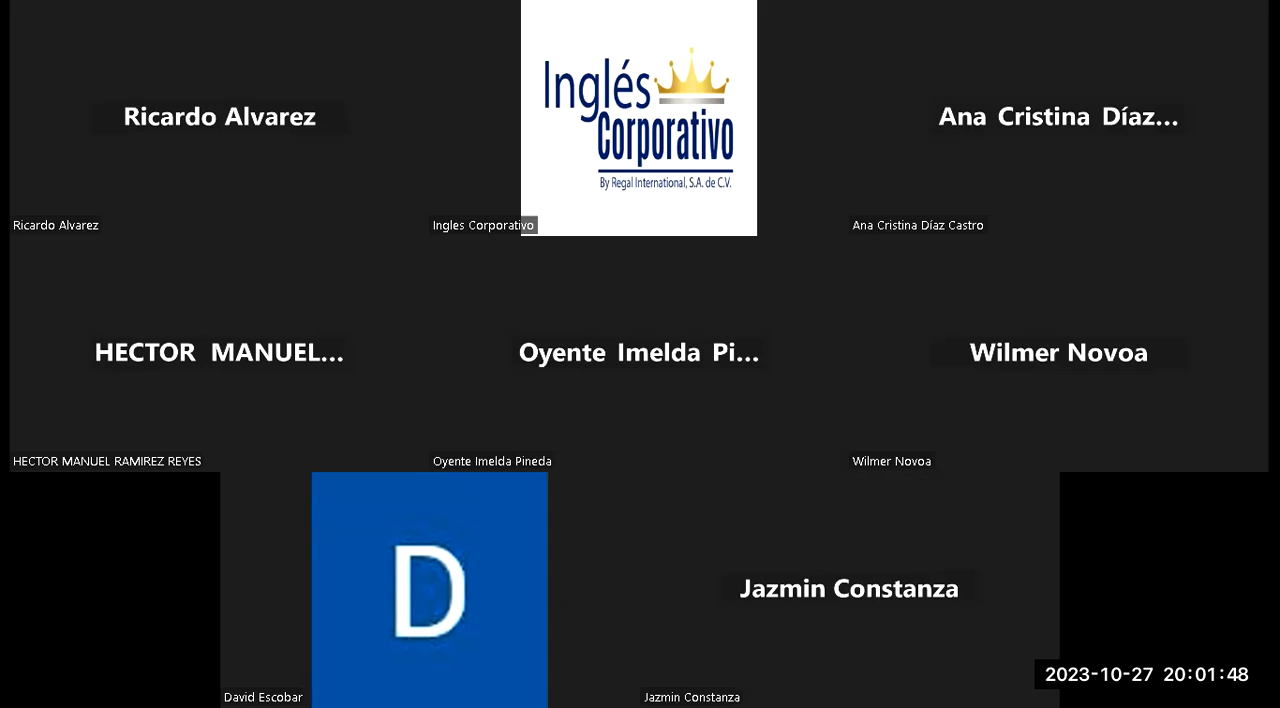 Ricardo Alvarez
Inglés
Corporativo
By Regal International, S.A. de C.V.
Ana Cristina Díaz...
Ricardo Alvarez
Ingles Corporativo
Ana Cristina Díaz Castro
HECTOR MANUEL...
Oyente Imelda Pi...
Wilmer Novoa
HECTOR MANUEL RAMIREZ REYES
Oyente Imelda Pineda
Wilmer Novoa
D
Jazmin Constanza
David Escobar
Jazmin Constanza
2023-10-27 20:01:48